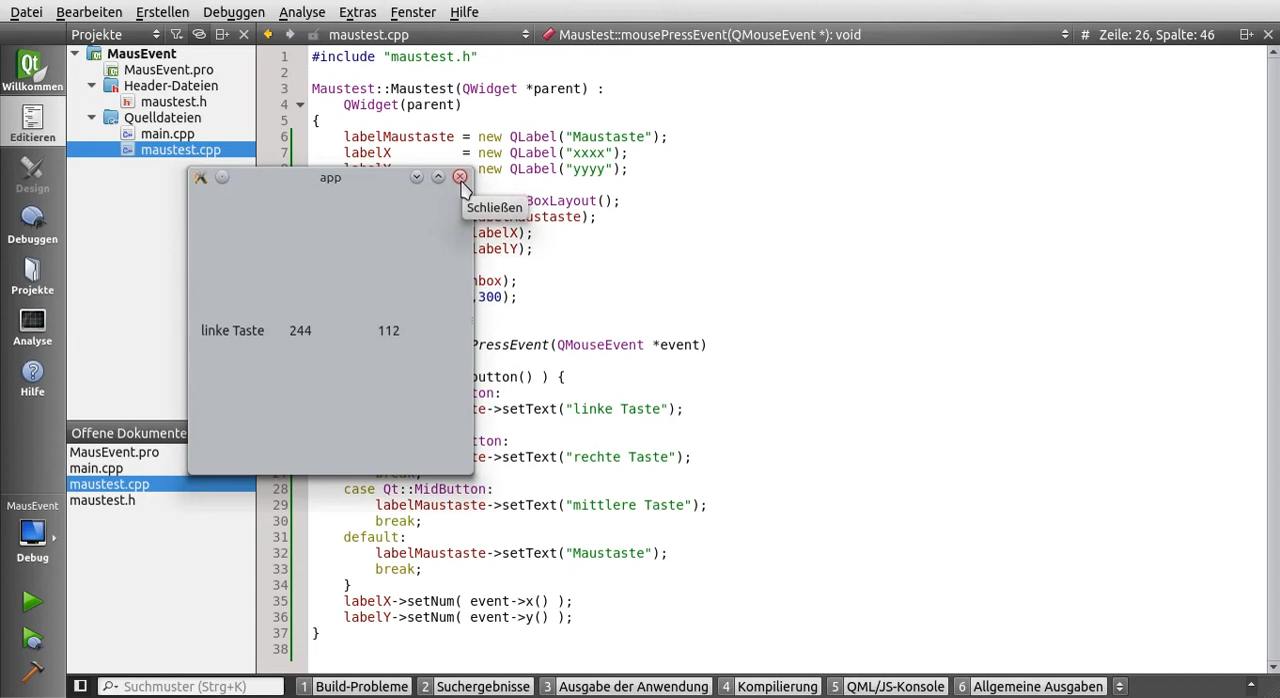 Datei Bearbeiten Erstellen Debuggen Analyse Extras Fenster Hilfe
Projekte maustest.cpp Maustest::mousePressEvent(QMouseEvent *): void # Zeile: 26, Spalte: 46
Willkommen
Editieren
Design
Debuggen
Projekte
Analyse
Hilfe
MausEvent
Debug
MausEvent
MausEvent.pro
Header-Dateien
maustest.h
Quelldateien
main.cpp
maustest.cpp
Offene Dokumente
MausEvent.pro
main.cpp
maustest.cpp
maustest.h
1 #include "maustest.h"
2
3 Maustest::Maustest(QWidget *parent) :
4 QWidget(parent)
5 {
6 labelMaustaste = new QLabel("Maustaste");
7 labelX = new QLabel("xxxx");
new QLabel("yyyy");
BoxLayout();
labelX);
labelY);
box);
300);
PressEvent(QMouseEvent *event)
button() ) {
ton:
te->setText("linke Taste");
tton:
te->setText("rechte Taste");
28 case Qt::MidButton:
29 labelMaustaste->setText("mittlere Taste");
30 break;
31 default:
32 labelMaustaste->setText("Maustaste");
33 break;
34 }
35 labelX->setNum( event->x() );
36 labelY->setNum( event->y() );
37 }
38
app
Schließen
linke Taste 244 112
Suchmuster (Strg+K) 1 Build-Probleme 2 Suchergebnisse 3 Ausgabe der Anwendung 4 Kompilierung 5 QML/JS-Konsole 6 Allgemeine Ausgaben